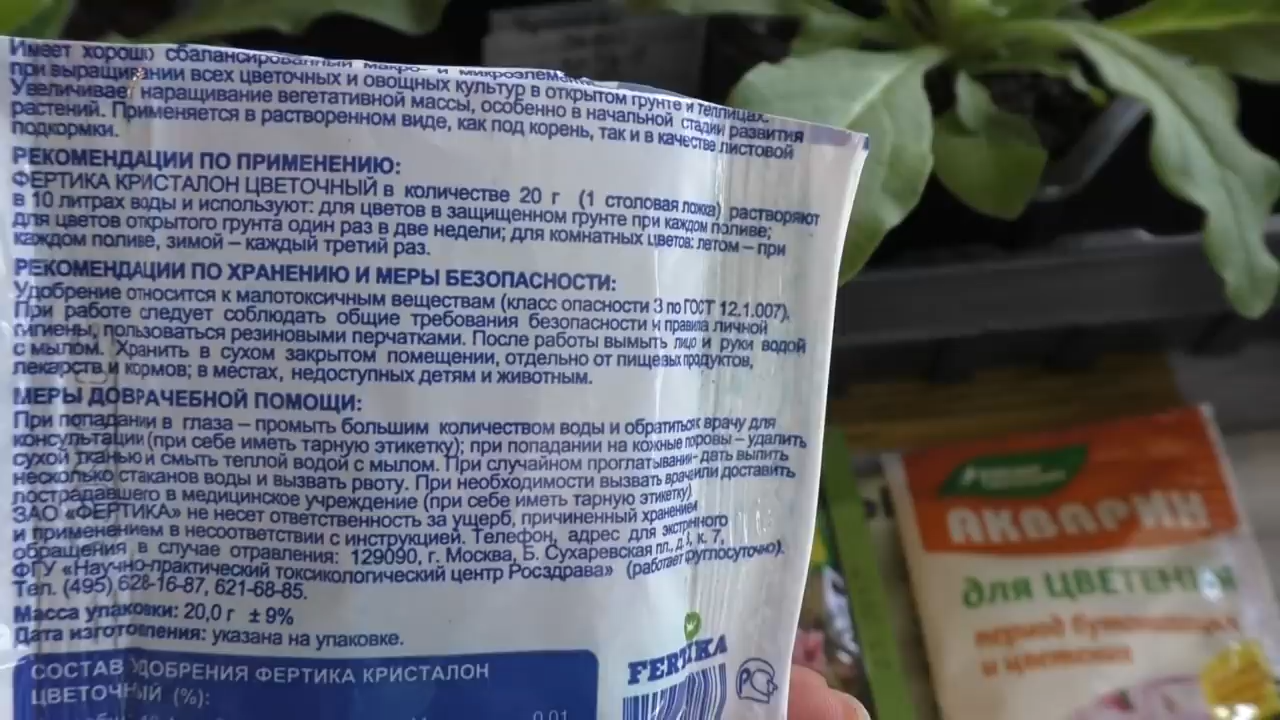 Имеет хорошо сбалансированный макро- и микроэлемен
при выращивании всех цветочных и овощных культур в открытом грунте и теплицах.
Увеличивает наращивание вегетативной массы, особенно в начальной стадии развития
растений. Применяется в растворенном виде, как под корень, так и в качестве листовой
подкормки.
РЕКОМЕНДАЦИИ ПО ПРИМЕНЕНИЮ:
ФЕРТИКА КРИСТАЛОН ЦВЕТОЧНЫЙ в количестве 20 г (1 столовая ложка) растворяют
в 10 литрах воды и используют: для цветов в защищенном грунте при каждом поливе;
для цветов открытого грунта один раз в две недели; для комнатных цветов: летом – при
каждом поливе, зимой – каждый третий раз.
РЕКОМЕНДАЦИИ ПО ХРАНЕНИЮ И МЕРЫ БЕЗОПАСНОСТИ:
Удобрение относится к малотоксичным веществам (класс опасности 3 по ГОСТ 12.1.007).
При работе следует соблюдать общие требования безопасности и правила личной
гигиены, пользоваться резиновыми перчатками. После работы вымыть лицо и руки водой
с мылом. Хранить в сухом закрытом помещении, отдельно от пищевых продуктов,
лекарств и кормов; в местах, недоступных детям и животным.
МЕРЫ ДОВРАЧЕБНОЙ ПОМОЩИ:
При попадании в глаза – промыть большим количеством воды и обратиться к врачу для
консультации (при себе иметь тарную этикетку); при попадании на кожные поровы – удалить
сухой тканью и смыть теплой водой с мылом. При случайном проглатывании- дать выпить
несколько стаканов воды и вызвать рвоту. При необходимости вызвать врача или доставить
пострадавшего в медицинское учреждение (при себе иметь тарную этикетку).
ЗАО «ФЕРТИКА» не несет ответственность за ущерб, причиненный хранением
и применением в несоответствии с инструкцией. Телефон, адрес для экстренного
обращения в случае отравления: 129090, г. Москва, Б. Сухаревская пл., д. 3, к. 7,
ФГУ «Научно-практический токсикологический центр Росздрава» (работает круглосуточно).
Тел. (495) 628-16-87, 621-68-85.
Масса упаковки: 20,0 г ± 9%
Дата изготовления: указана на упаковке.
СОСТАВ УДОБРЕНИЯ ФЕРТИКА КРИСТАЛОН
ЦВЕТОЧНЫЙ (%):
0,01
FERTIKA
РСТ
АКВАРИН
для ЦВЕТЕНИЯ
период бутонизации
и цветения